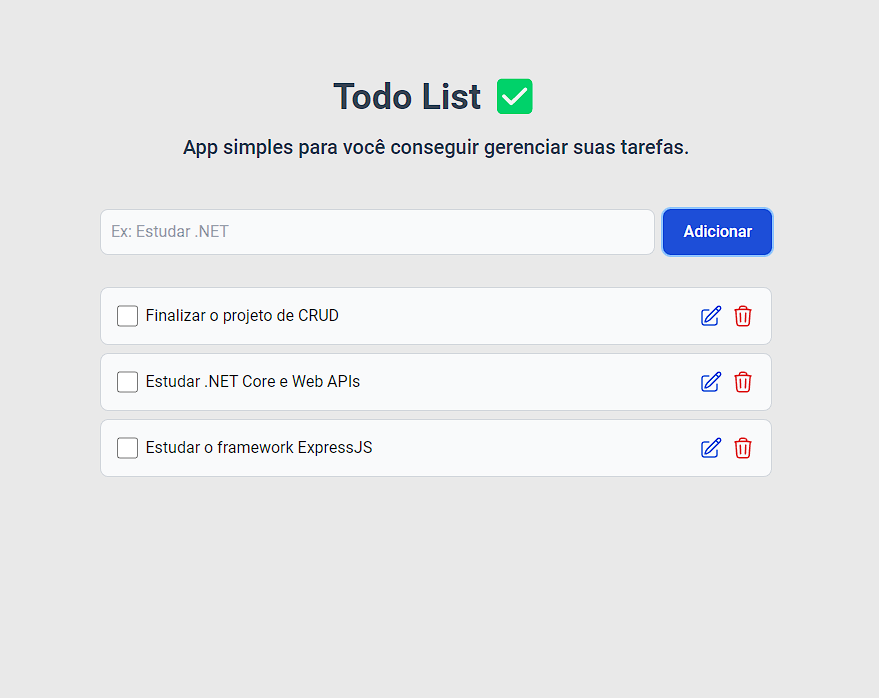 Todo List ✅
App simples para você conseguir gerenciar suas tarefas.
Ex: Estudar .NET
Adicionar
Finalizar o projeto de CRUD
Estudar .NET Core e Web APIs
Estudar o framework ExpressJS